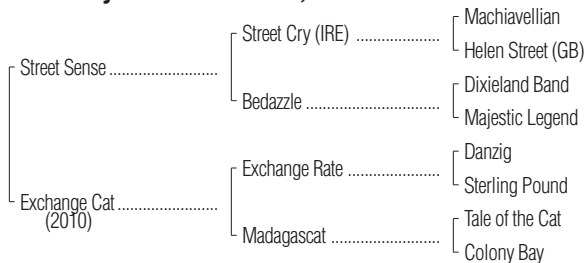 Machiavellian
Street Cry (IRE) ..................
Helen Street (GB)
Street Sense ........................
Dixieland Band
Bedazzle ............................
Majestic Legend
Danzig
Exchange Rate ...................
Sterling Pound
Exchange Cat ......................
(2010)
Tale of the Cat
Madagascat .......................
Colony Bay